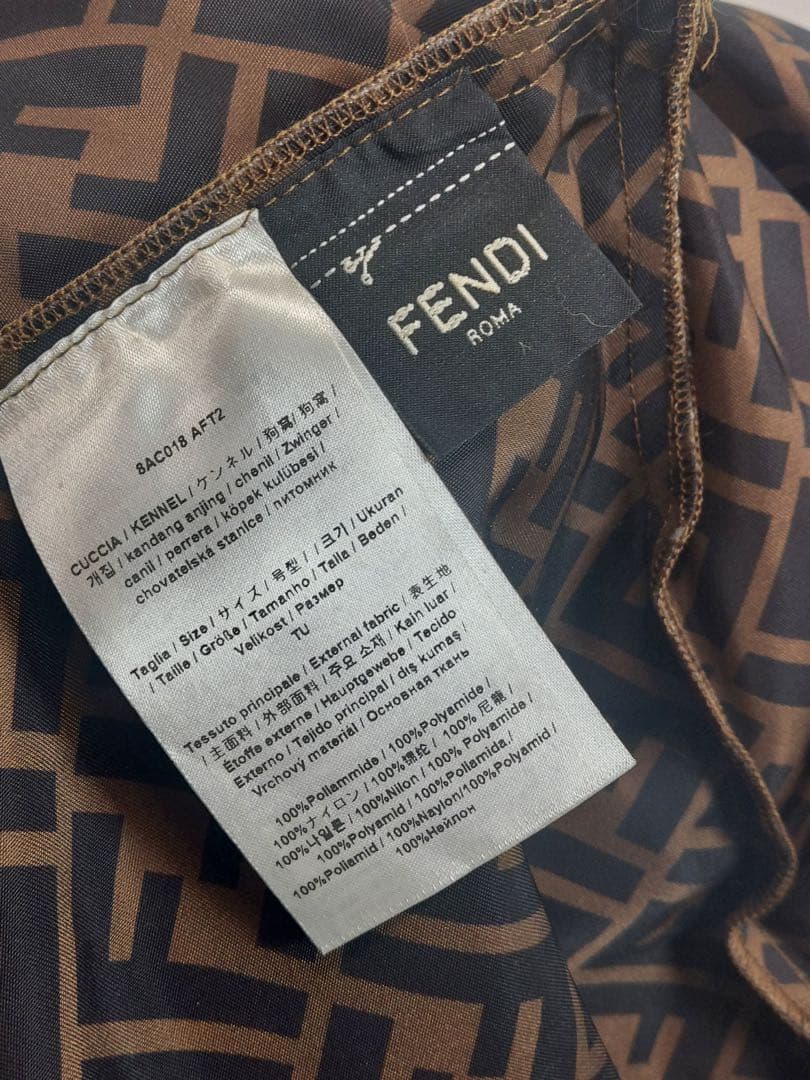 FENDI
ROMA
8AC018 AFT2
CUCCIA / KENNEL / ケンネル / 狗窩 / 狗窝 /
개집 / kandang anjing / chenil / Zwinger /
canil / perrera / köpek kulübesi /
chovatelská stanice / питомник
Taglia / Size / サイズ / 号型 / / 크기 / Ukuran
/ Taille / Größe / Tamanho / Talla / Beden /
Velikost / Размер
TU
Tessuto principale / External fabric / 表生地
/ 主面料 / 外部面料 / 주요 소재 / Kain luar /
Étoffe externe / Hauptgewebe / Tecido
Externo / Tejido principal / dış kumaş /
Vrchový materiál / Основная ткань
100%Poliammide / 100%Polyamide /
100%ナイロン / 100%锦纶 / 100% 尼龍 /
100%나일론 / 100%Nilon / 100%Polyamide /
100%Polyamid / 100%Poliamida /
100%Poliamid / 100%Naylon/100%Polyamid /
100%Нейлон